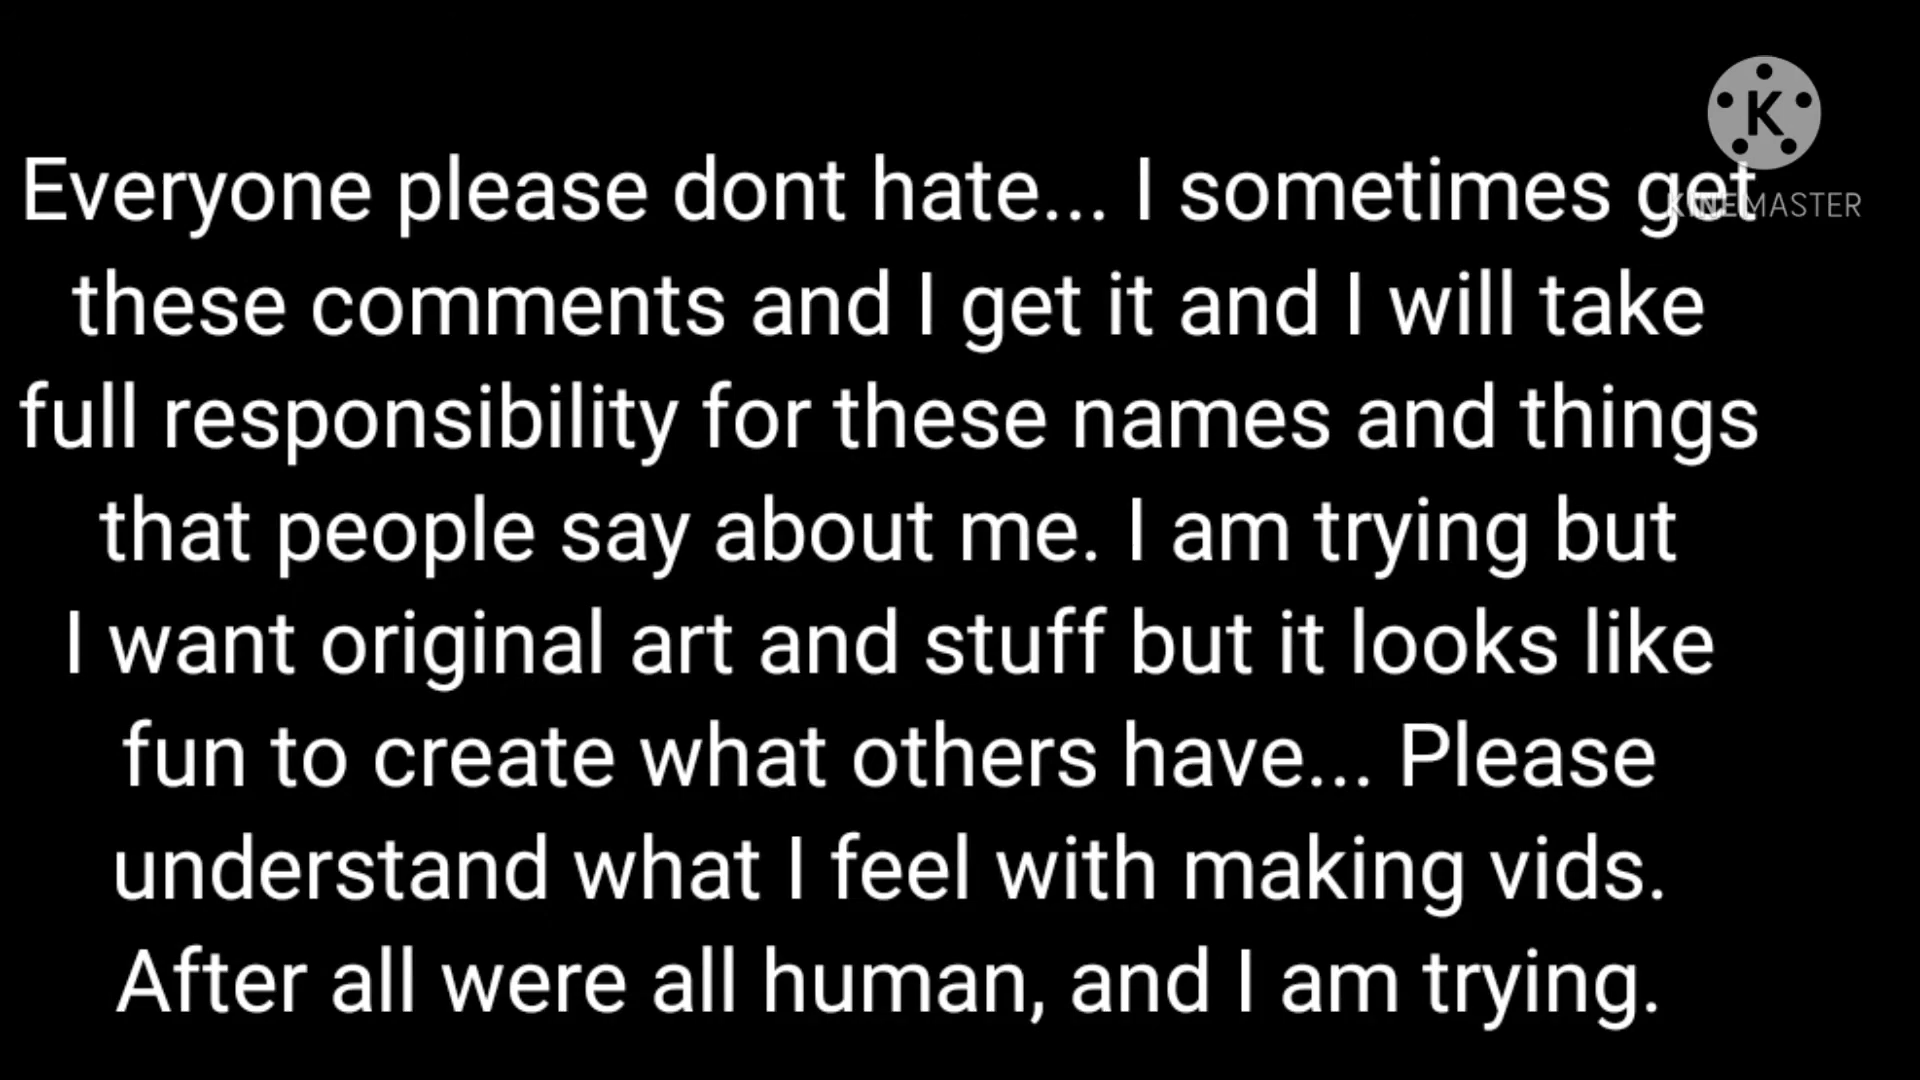 K
KINEMASTER
Everyone please dont hate... I sometimes get
these comments and I get it and I will take
full responsibility for these names and things
that people say about me. I am trying but
I want original art and stuff but it looks like
fun to create what others have... Please
understand what I feel with making vids.
After all were all human, and I am trying.